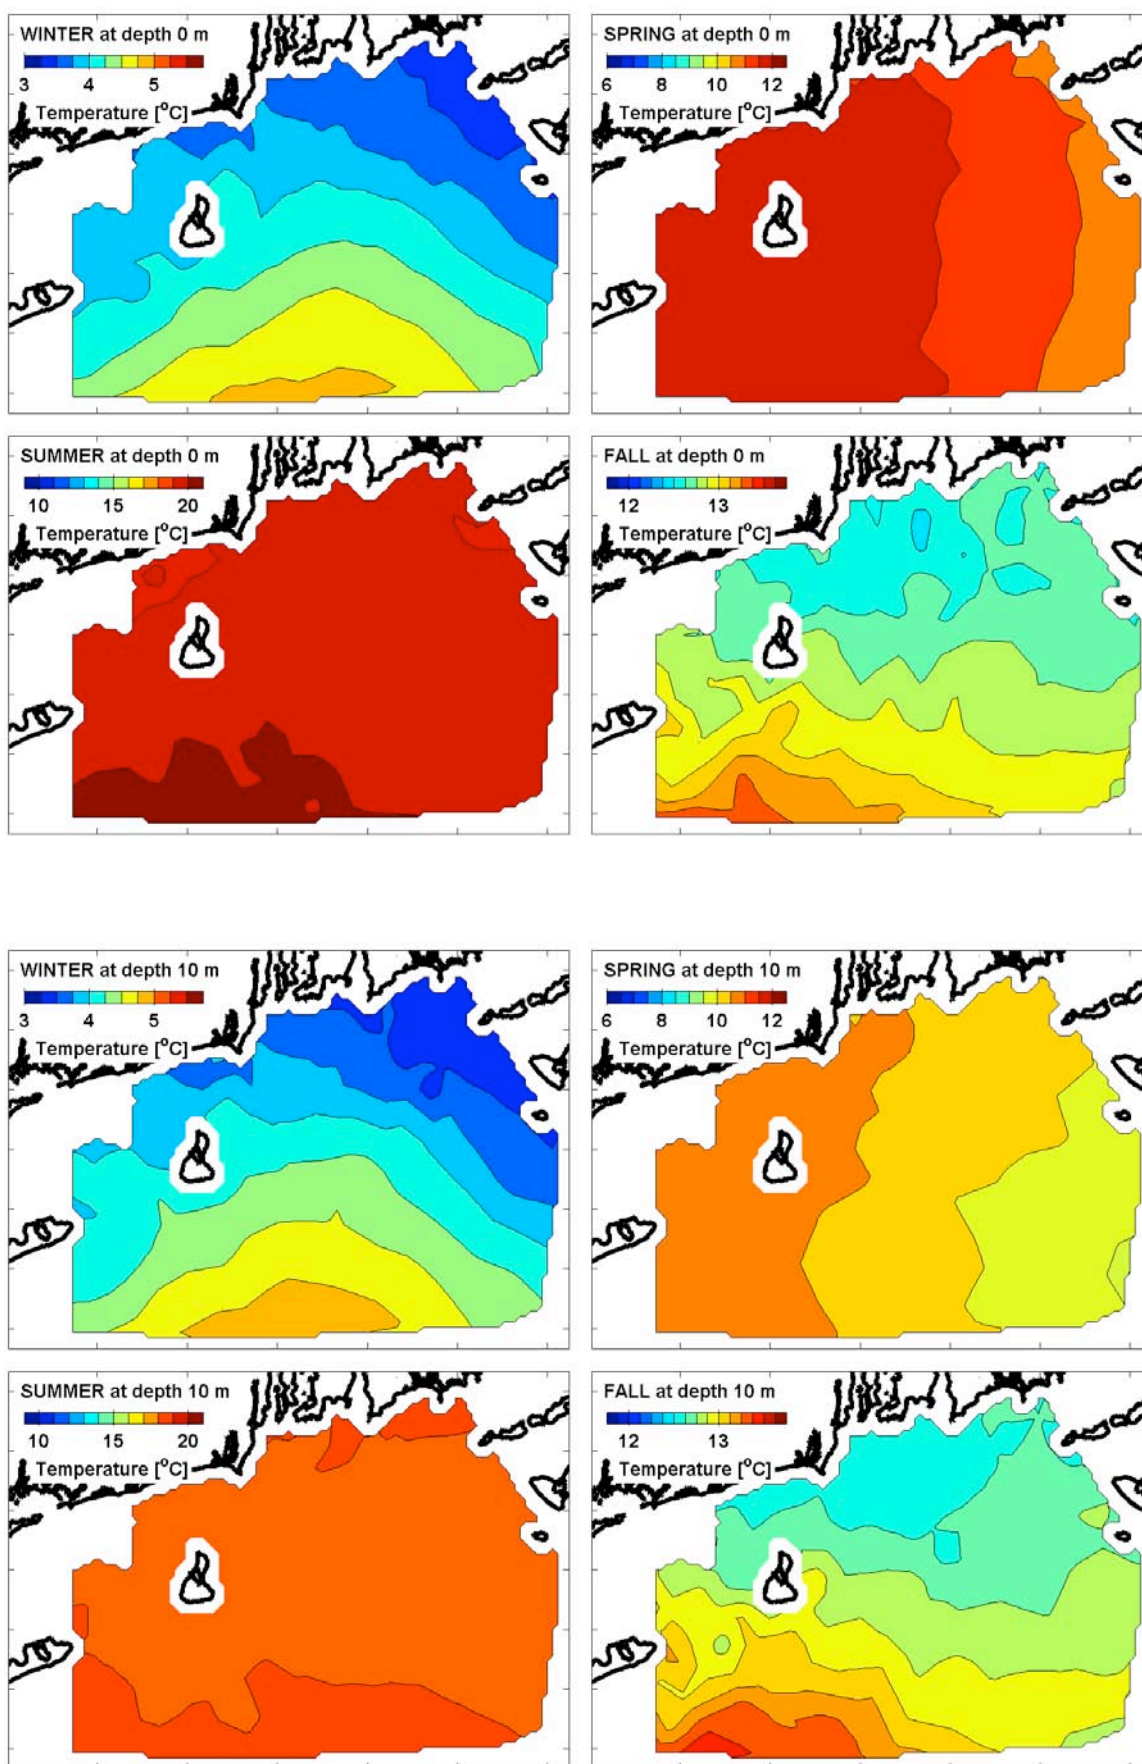 WINTER at depth 0 m
3 4 5
Temperature [°C]
SPRING at depth 0 m
6 8 10 12
Temperature [°C]
SUMMER at depth 0 m
10 15 20
Temperature [°C]
FALL at depth 0 m
12 13
Temperature [°C]
WINTER at depth 10 m
3 4 5
Temperature [°C]
SPRING at depth 10 m
6 8 10 12
Temperature [°C]
SUMMER at depth 10 m
10 15 20
Temperature [°C]
FALL at depth 10 m
12 13
Temperature [°C]